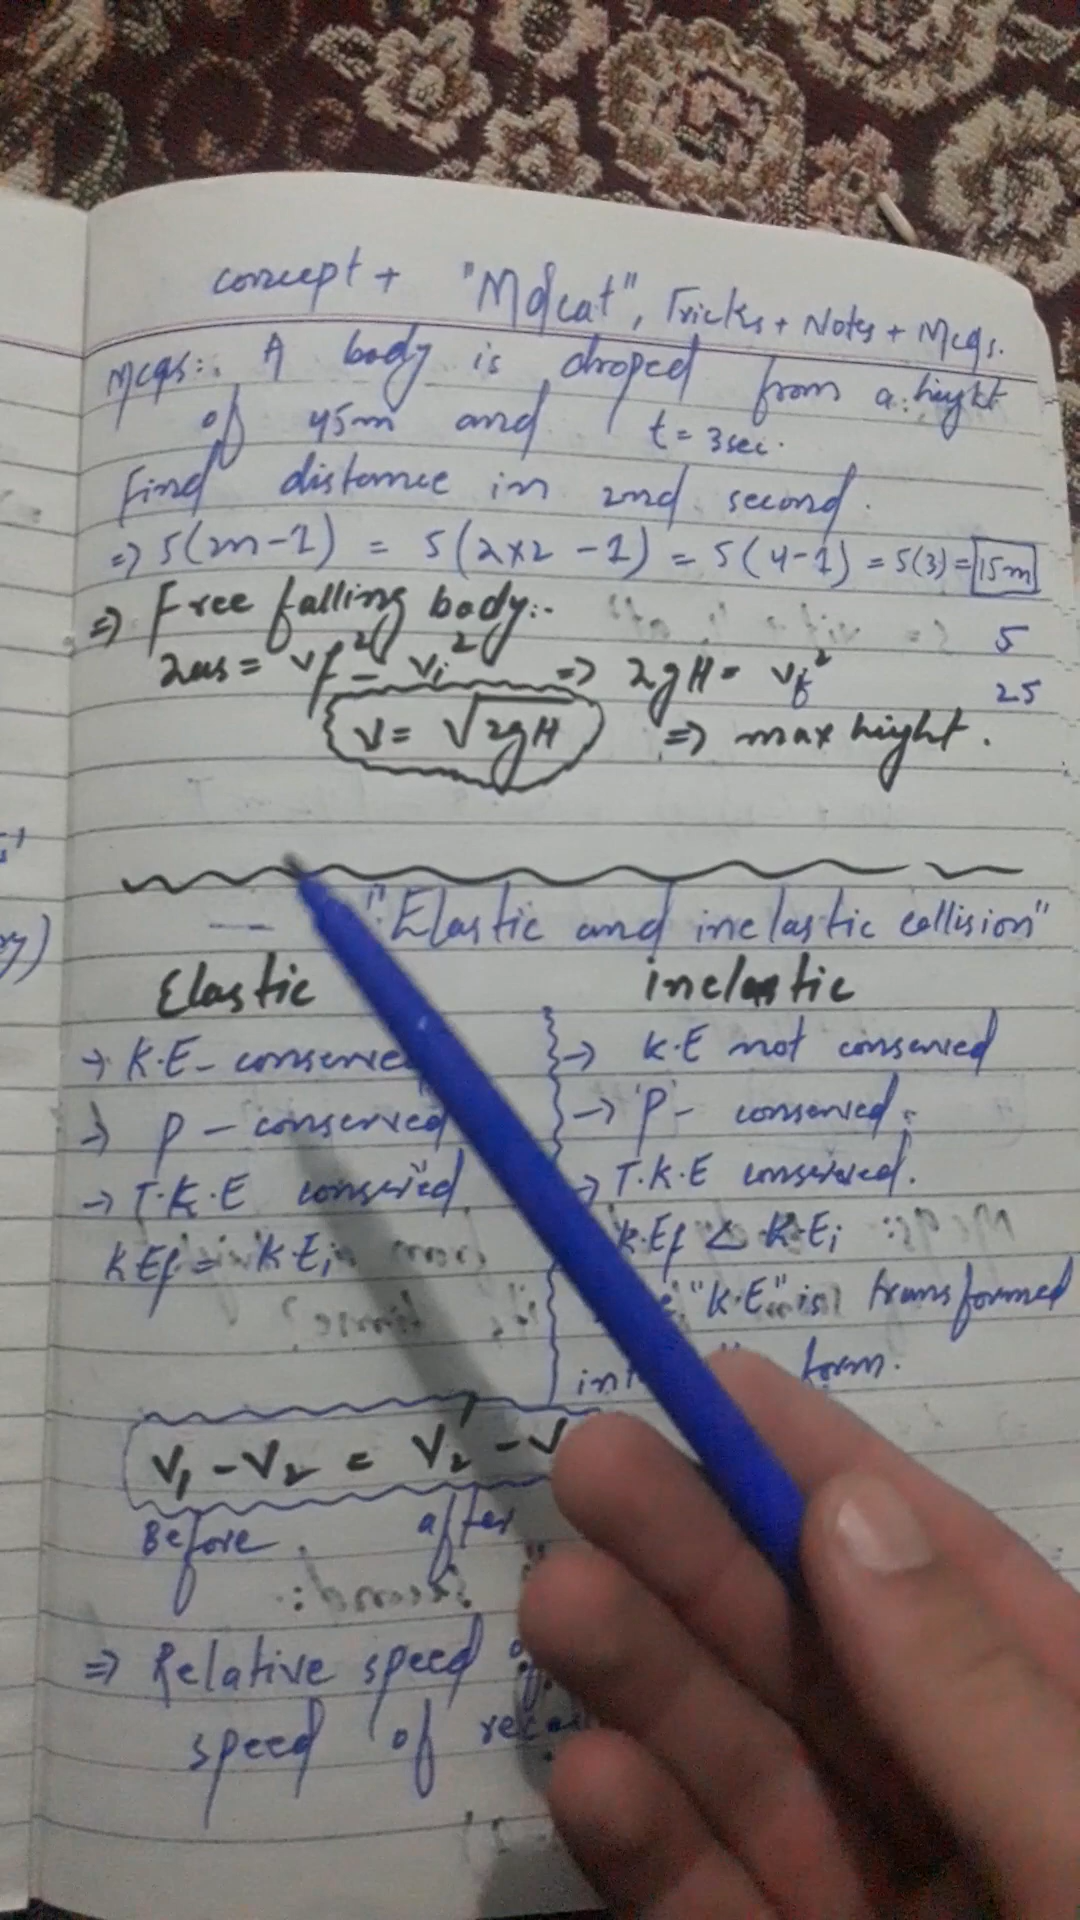 concept + "Mdcat", Tricks + Notes + Mcqs.
Mcqs:. A body is droped from a. hight
of 45m and t = 3sec.
Find distance in 2nd second.
=> 5(2n-1) = 5(2x2 -1) = 5(4-1) = 5(3) = 15m
=> Free falling body:-
5
2as = vf² - vi² => 2gH = vf²
25
v = √2gH => max hight.
"Elastic and inelastic collision"
Elastic
inelastic
-> K.E- conserved
-> P - conserved
-> T.K.E conserved
KEf = K.Ei
-> K.E not conserved
-> 'P' - conserved.
-> T.K.E conserved.
K.Ef < K.Ei
"K.E" is transformed
form.
V1 - V2 = V2' - V
Before after
=> Relative speed of
speed of